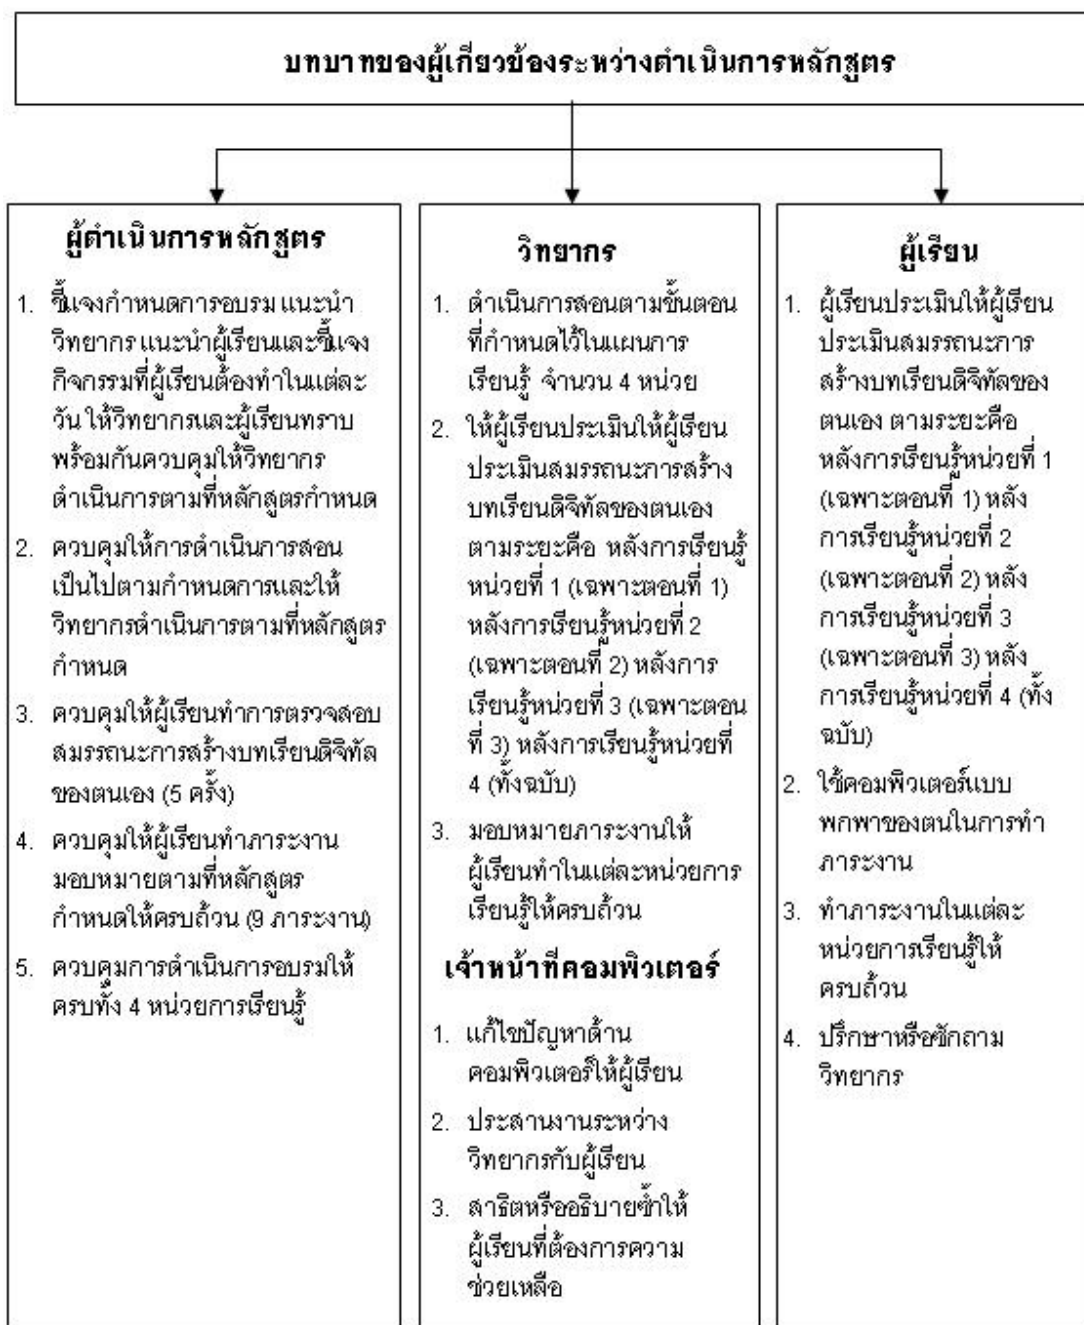 บทบาทของผู้เกี่ยวข้องระหว่างดำเนินการหลักสูตร
ผู้ดำเนินการหลักสูตร
1. ชี้แจงกำหนดการอบรม แนะนำ
วิทยากร แนะนำผู้เรียนและชี้แจง
กิจกรรมที่ผู้เรียนต้องทำในแต่ละ
วัน ให้วิทยากรและผู้เรียนทราบ
พร้อมกันควบคุมให้วิทยากร
ดำเนินการตามที่หลักสูตรกำหนด
2. ควบคุมให้การดำเนินการสอน
เป็นไปตามกำหนดการและให้
วิทยากรดำเนินการตามที่หลักสูตร
กำหนด
3. ควบคุมให้ผู้เรียนทำการตรวจสอบ
สมรรถนะการสร้างบทเรียนดิจิทัล
ของตนเอง (5 ครั้ง)
4. ควบคุมให้ผู้เรียนทำภาระงาน
มอบหมายตามที่หลักสูตร
กำหนดให้ครบถ้วน (9 ภาระงาน)
5. ควบคุมการดำเนินการอบรมให้
ครบทั้ง 4 หน่วยการเรียนรู้
วิทยากร
1. ดำเนินการสอนตามขั้นตอน
ที่กำหนดไว้ในแผนการ
เรียนรู้ จำนวน 4 หน่วย
2. ให้ผู้เรียนประเมินให้ผู้เรียน
ประเมินสมรรถนะการสร้าง
บทเรียนดิจิทัลของตนเอง
ตามระยะคือ หลังการเรียนรู้
หน่วยที่ 1 (เฉพาะตอนที่ 1)
หลังการเรียนรู้หน่วยที่ 2
(เฉพาะตอนที่ 2) หลังการ
เรียนรู้หน่วยที่ 3 (เฉพาะตอน
ที่ 3) หลังการเรียนรู้หน่วยที่
4 (ทั้งฉบับ)
3. มอบหมายภาระงานให้
ผู้เรียนทำในแต่ละหน่วยการ
เรียนรู้ให้ครบถ้วน
เจ้าหน้าที่คอมพิวเตอร์
1. แก้ไขปัญหาด้าน
คอมพิวเตอร์ให้ผู้เรียน
2. ประสานงานระหว่าง
วิทยากรกับผู้เรียน
3. สาธิตหรืออธิบายซ้ำให้
ผู้เรียนที่ต้องการความ
ช่วยเหลือ
ผู้เรียน
1. ผู้เรียนประเมินให้ผู้เรียน
ประเมินสมรรถนะการ
สร้างบทเรียนดิจิทัลของ
ตนเอง ตามระยะคือ
หลังการเรียนรู้หน่วยที่ 1
(เฉพาะตอนที่ 1) หลัง
การเรียนรู้หน่วยที่ 2
(เฉพาะตอนที่ 2) หลัง
การเรียนรู้หน่วยที่ 3
(เฉพาะตอนที่ 3) หลัง
การเรียนรู้หน่วยที่ 4 (ทั้ง
ฉบับ)
2. ใช้คอมพิวเตอร์แบบ
พกพาของตนในการทำ
ภาระงาน
3. ทำภาระงานในแต่ละ
หน่วยการเรียนรู้ให้
ครบถ้วน
4. ปรึกษาหรือซักถาม
วิทยากร